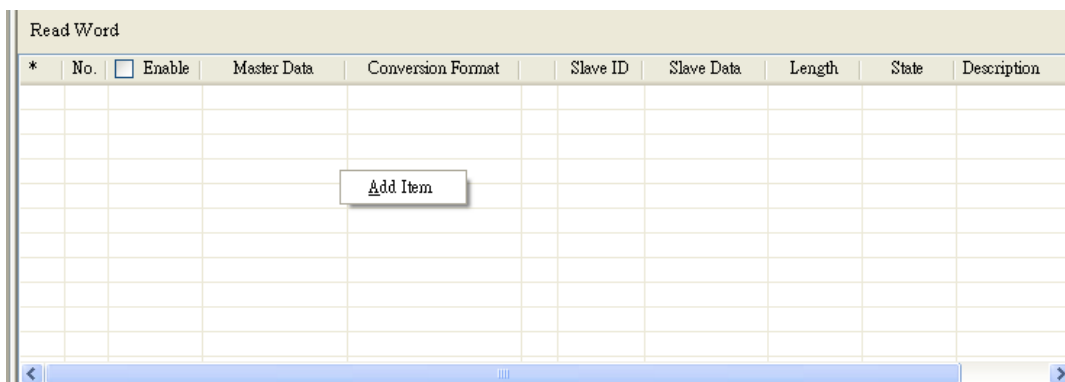 Read Word
* No. Enable Master Data Conversion Format Slave ID Slave Data Length State Description
Add Item